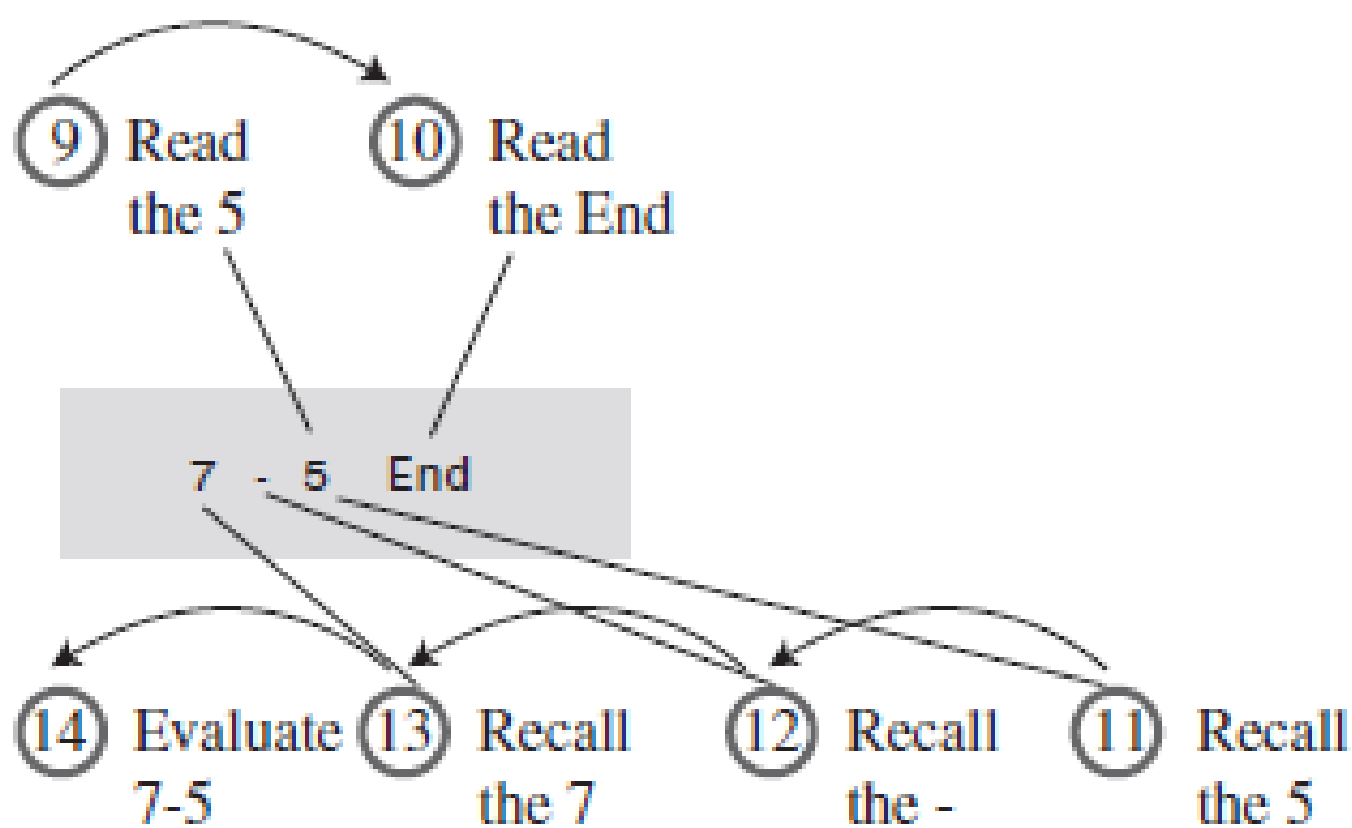 9 Read 10 Read
the 5 the End
7 - 5 End
14 Evaluate 13 Recall 12 Recall 11 Recall
7-5 the 7 the - the 5